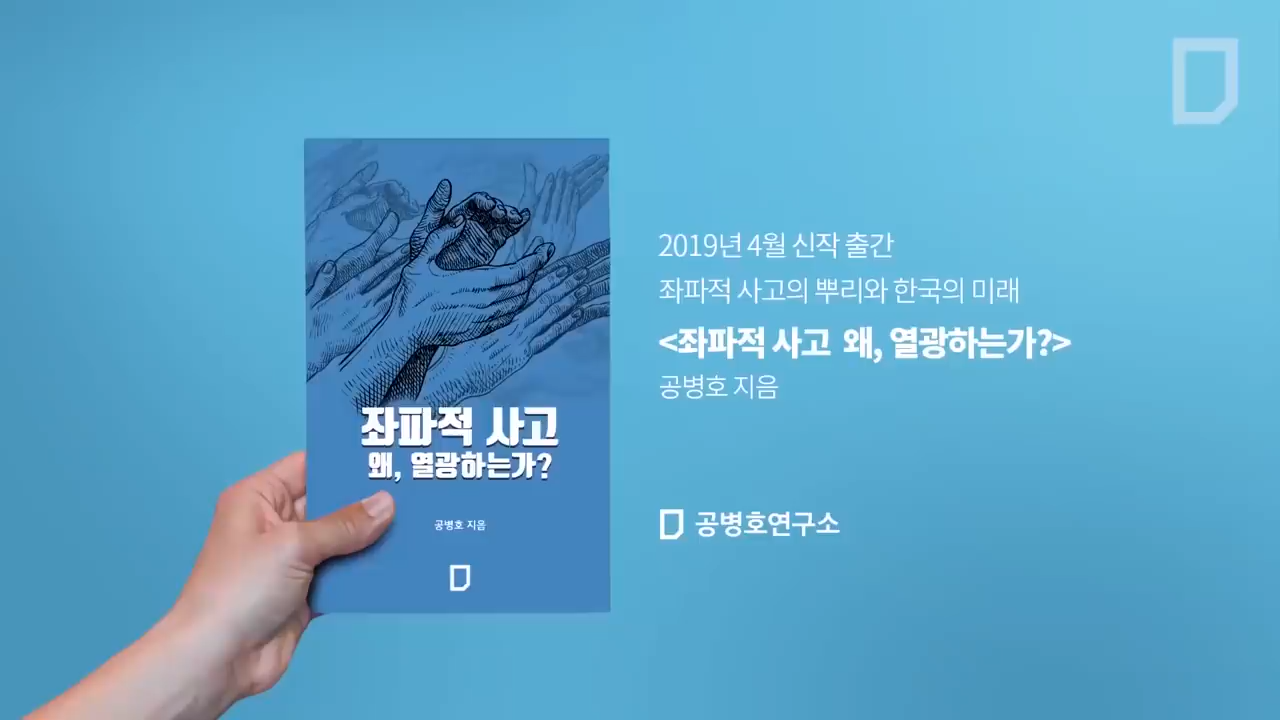 좌파적 사고
왜, 열광하는가?
공병호 지음
2019년 4월 신작 출간
좌파적 사고의 뿌리와 한국의 미래
<좌파적 사고 왜, 열광하는가?>
공병호 지음
공병호연구소